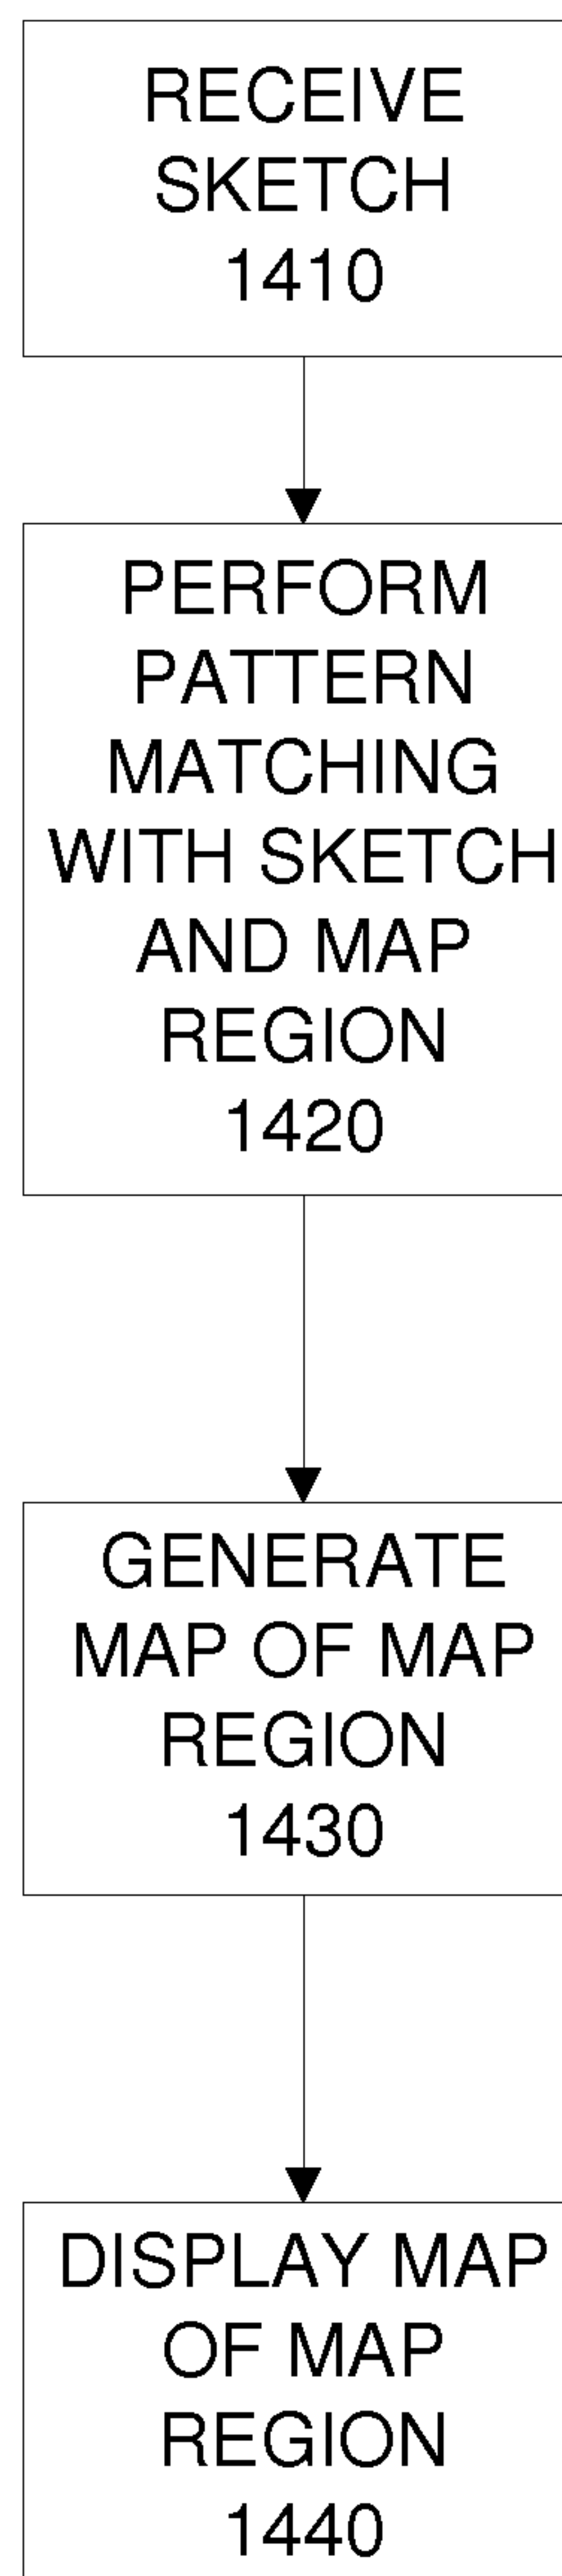 RECEIVE
SKETCH
1410
PERFORM
PATTERN
MATCHING
WITH SKETCH
AND MAP
REGION
1420
GENERATE
MAP OF MAP
REGION
1430
DISPLAY MAP
OF MAP
REGION
1440